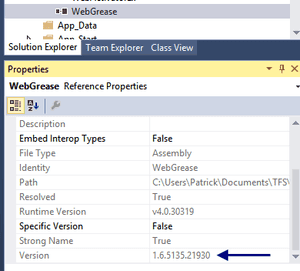 WebGrease
App_Data
App_Start
Solution Explorer Team Explorer Class View
Properties
WebGrease Reference Properties
Description
Embed Interop Types False
File Type Assembly
Identity WebGrease
Path C:\Users\Patrick\Documents\TFS\
Resolved True
Runtime Version v4.0.30319
Specific Version False
Strong Name True
Version 1.6.5135.21930